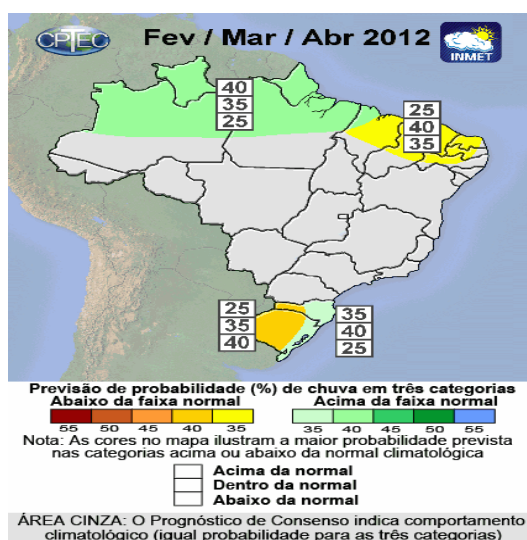 CPTEC Fev / Mar / Abr 2012 INMET
40
35
25
25
40
35
25
35
40
35
40
25
Previsão de probabilidade (%) de chuva em três categorias
Abaixo da faixa normal Acima da faixa normal
55 50 45 40 35 35 40 45 50 55
Nota: As cores no mapa ilustram a maior probabilidade prevista
nas categorias acima ou abaixo da normal climatológica
Acima da normal
Dentro da normal
Abaixo da normal
ÁREA CINZA: O Prognóstico de Consenso indica comportamento
climatológico (igual probabilidade para as três categorias)